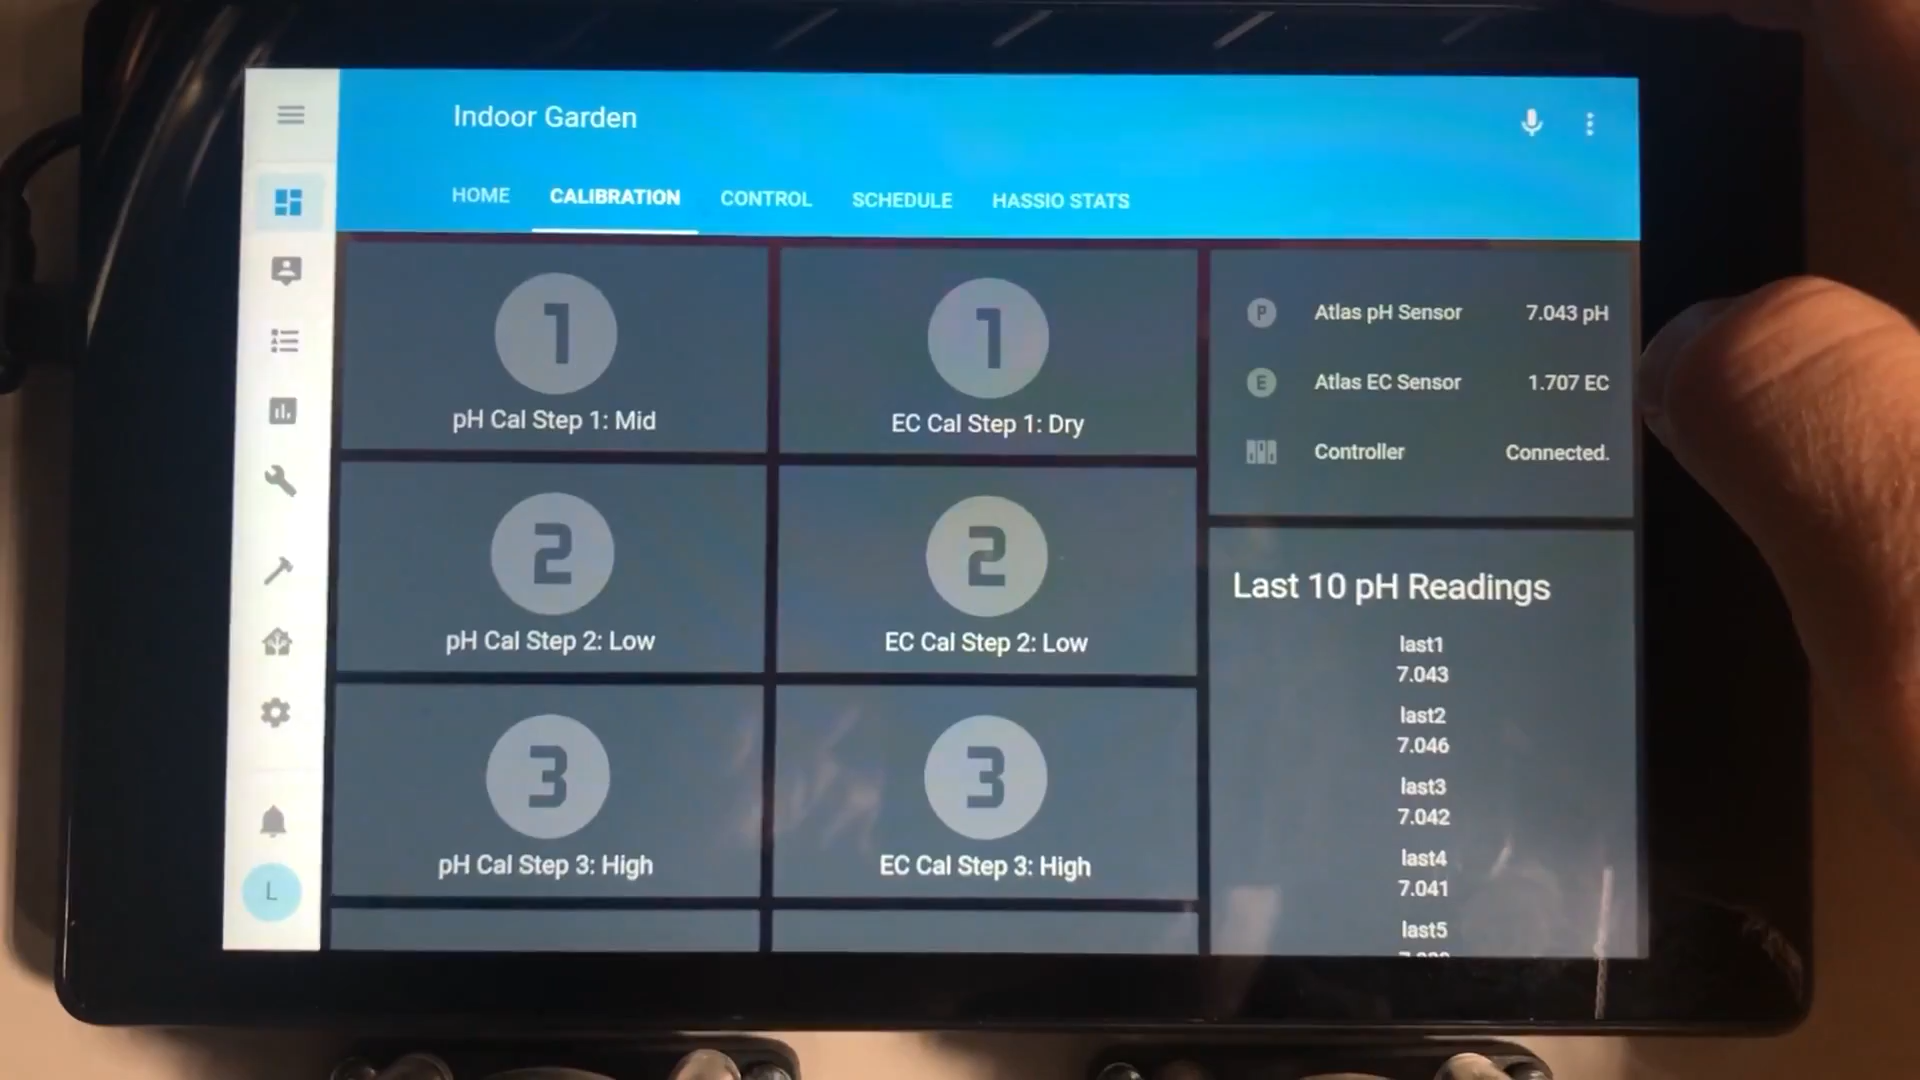 Indoor Garden
HOME CALIBRATION CONTROL SCHEDULE HASSIO STATS
1
pH Cal Step 1: Mid
1
EC Cal Step 1: Dry
2
pH Cal Step 2: Low
2
EC Cal Step 2: Low
3
pH Cal Step 3: High
3
EC Cal Step 3: High
P Atlas pH Sensor 7.043 pH
E Atlas EC Sensor 1.707 EC
Controller Connected.
Last 10 pH Readings
last1
7.043
last2
7.046
last3
7.042
last4
7.041
last5
L